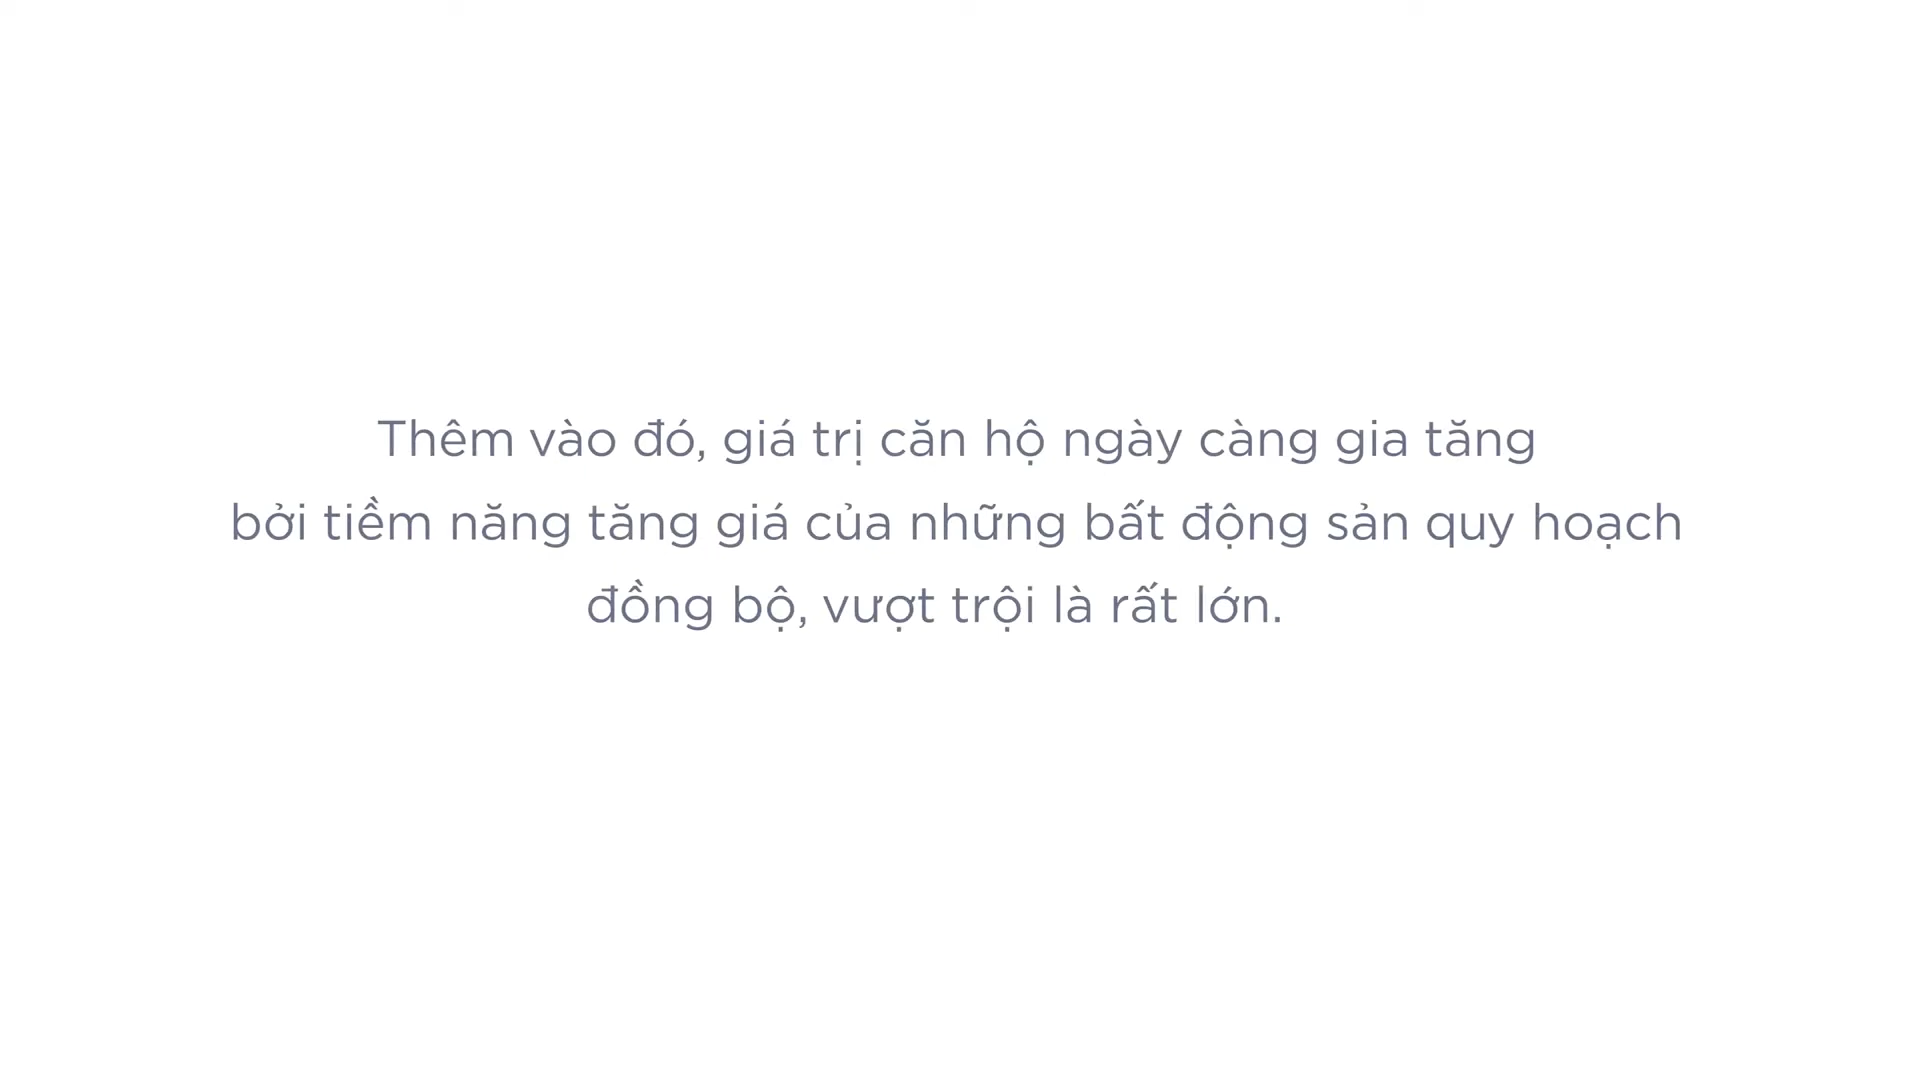 Thêm vào đó, giá trị căn hộ ngày càng gia tăng
bởi tiềm năng tăng giá của những bất động sản quy hoạch
đồng bộ, vượt trội là rất lớn.